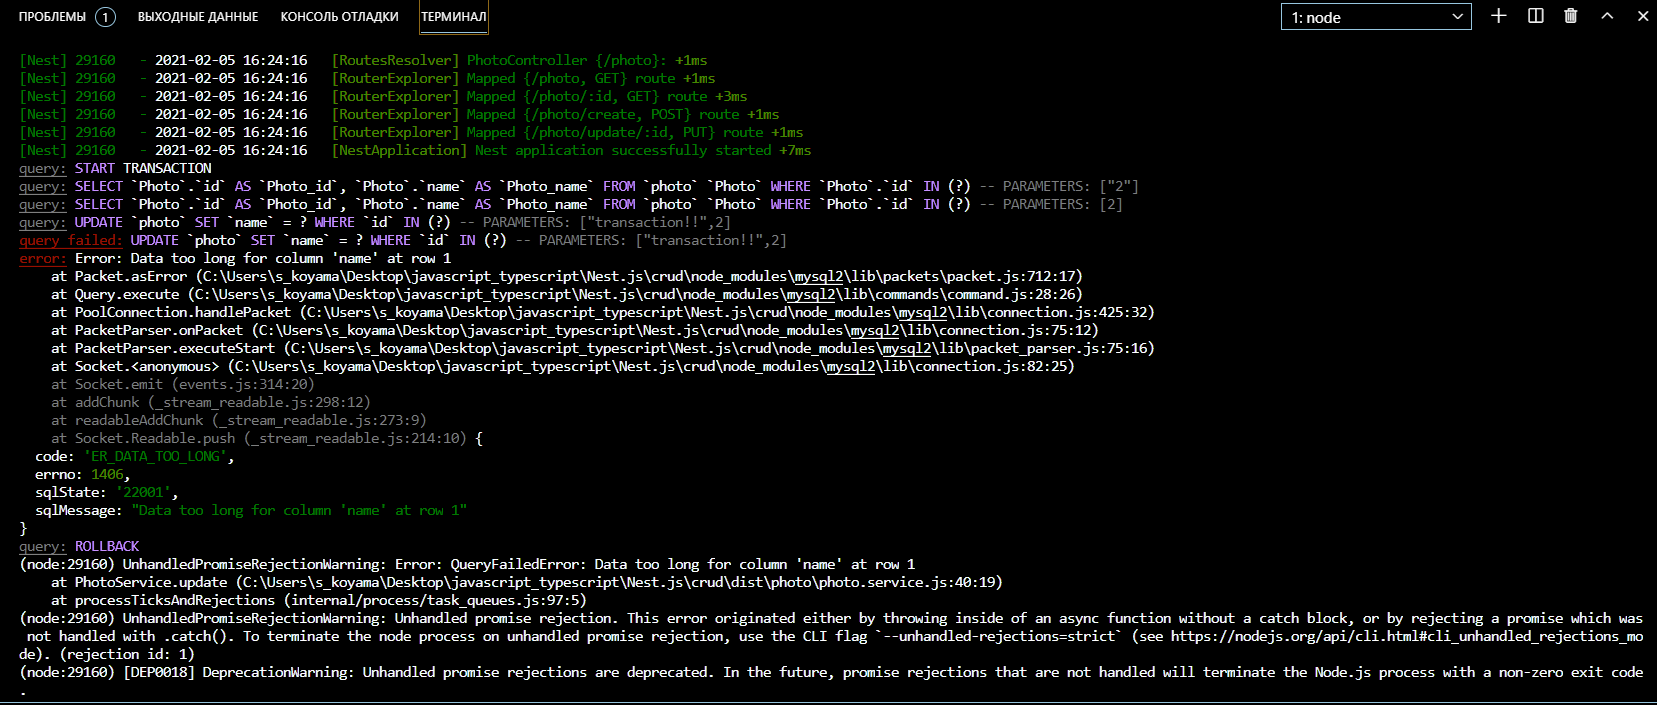 ПРОБЛЕМЫ 1 ВЫХОДНЫЕ ДАННЫЕ КОНСОЛЬ ОТЛАДКИ ТЕРМИНАЛ 1: node
[Nest] 29160   - 2021-02-05 16:24:16   [RoutesResolver] PhotoController {/photo}: +1ms
[Nest] 29160   - 2021-02-05 16:24:16   [RouterExplorer] Mapped {/photo, GET} route +1ms
[Nest] 29160   - 2021-02-05 16:24:16   [RouterExplorer] Mapped {/photo/:id, GET} route +3ms
[Nest] 29160   - 2021-02-05 16:24:16   [RouterExplorer] Mapped {/photo/create, POST} route +1ms
[Nest] 29160   - 2021-02-05 16:24:16   [RouterExplorer] Mapped {/photo/update/:id, PUT} route +1ms
[Nest] 29160   - 2021-02-05 16:24:16   [NestApplication] Nest application successfully started +7ms
query: START TRANSACTION
query: SELECT `Photo`.`id` AS `Photo_id`, `Photo`.`name` AS `Photo_name` FROM `photo` `Photo` WHERE `Photo`.`id` IN (?) -- PARAMETERS: ["2"]
query: SELECT `Photo`.`id` AS `Photo_id`, `Photo`.`name` AS `Photo_name` FROM `photo` `Photo` WHERE `Photo`.`id` IN (?) -- PARAMETERS: [2]
query: UPDATE `photo` SET `name` = ? WHERE `id` IN (?) -- PARAMETERS: ["transaction!!",2]
query failed: UPDATE `photo` SET `name` = ? WHERE `id` IN (?) -- PARAMETERS: ["transaction!!",2]
error: Error: Data too long for column 'name' at row 1
    at Packet.asError (C:\Users\s_koyama\Desktop\javascript_typescript\Nest.js\crud\node_modules\mysql2\lib\packets\packet.js:712:17)
    at Query.execute (C:\Users\s_koyama\Desktop\javascript_typescript\Nest.js\crud\node_modules\mysql2\lib\commands\command.js:28:26)
    at PoolConnection.handlePacket (C:\Users\s_koyama\Desktop\javascript_typescript\Nest.js\crud\node_modules\mysql2\lib\connection.js:425:32)
    at PacketParser.onPacket (C:\Users\s_koyama\Desktop\javascript_typescript\Nest.js\crud\node_modules\mysql2\lib\connection.js:75:12)
    at PacketParser.executeStart (C:\Users\s_koyama\Desktop\javascript_typescript\Nest.js\crud\node_modules\mysql2\lib\packet_parser.js:75:16)
    at Socket.<anonymous> (C:\Users\s_koyama\Desktop\javascript_typescript\Nest.js\crud\node_modules\mysql2\lib\connection.js:82:25)
    at Socket.emit (events.js:314:20)
    at addChunk (_stream_readable.js:298:12)
    at readableAddChunk (_stream_readable.js:273:9)
    at Socket.Readable.push (_stream_readable.js:214:10) {
  code: 'ER_DATA_TOO_LONG',
  errno: 1406,
  sqlState: '22001',
  sqlMessage: "Data too long for column 'name' at row 1"
}
query: ROLLBACK
(node:29160) UnhandledPromiseRejectionWarning: Error: QueryFailedError: Data too long for column 'name' at row 1
    at PhotoService.update (C:\Users\s_koyama\Desktop\javascript_typescript\Nest.js\crud\dist\photo\photo.service.js:40:19)
    at processTicksAndRejections (internal/process/task_queues.js:97:5)
(node:29160) UnhandledPromiseRejectionWarning: Unhandled promise rejection. This error originated either by throwing inside of an async function without a catch block, or by rejecting a promise which was
 not handled with .catch(). To terminate the node process on unhandled promise rejection, use the CLI flag `--unhandled-rejections=strict` (see https://nodejs.org/api/cli.html#cli_unhandled_rejections_mo
de). (rejection id: 1)
(node:29160) [DEP0018] DeprecationWarning: Unhandled promise rejections are deprecated. In the future, promise rejections that are not handled will terminate the Node.js process with a non-zero exit code
.